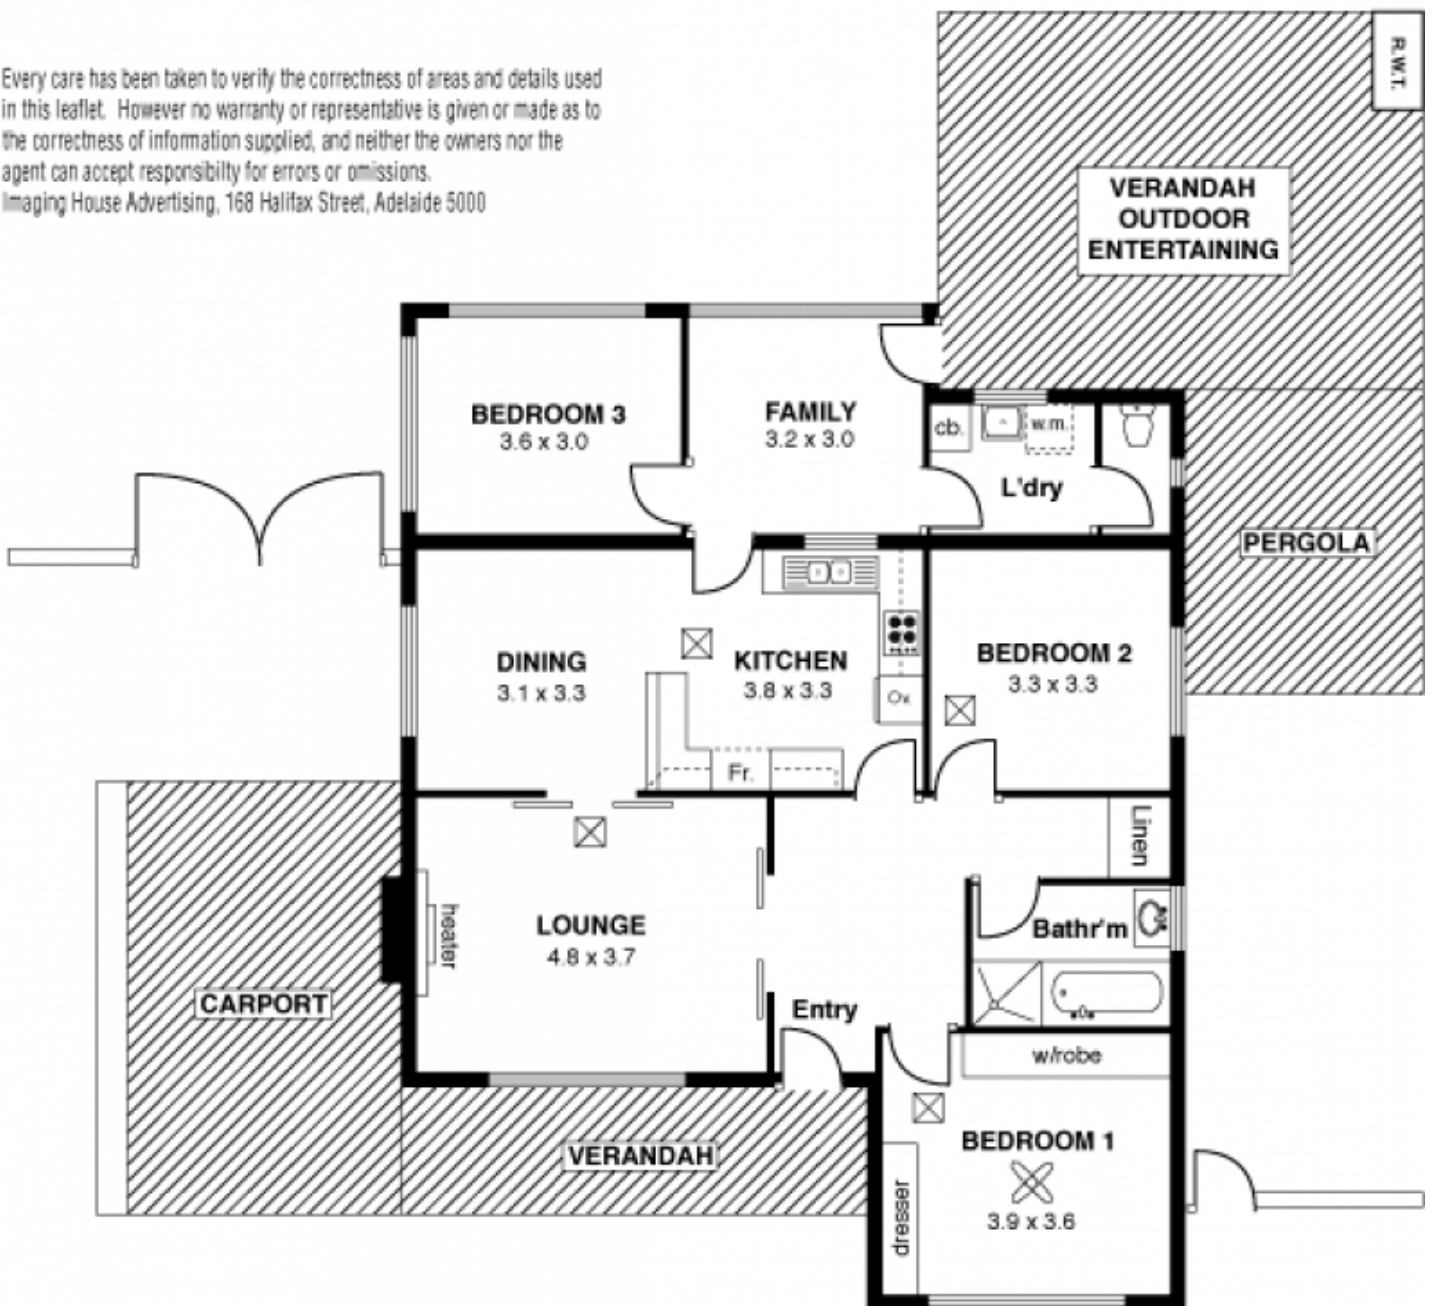 Every care has been taken to verify the correctness of areas and details used
in this leaflet. However no warranty or representative is given or made as to
the correctness of information supplied, and neither the owners nor the
agent can accept responsibilty for errors or omissions.
Imaging House Advertising, 168 Halifax Street, Adelaide 5000
R.W.T.
VERANDAH
OUTDOOR
ENTERTAINING
BEDROOM 3
3.6 x 3.0
FAMILY
3.2 x 3.0
cb.
w.m.
L'dry
PERGOLA
DINING
3.1 x 3.3
KITCHEN
3.8 x 3.3
Ov.
Fr.
BEDROOM 2
3.3 x 3.3
Linen
LOUNGE
4.8 x 3.7
heater
Bathr'm
CARPORT
Entry
w/robe
VERANDAH
BEDROOM 1
3.9 x 3.6
dresser